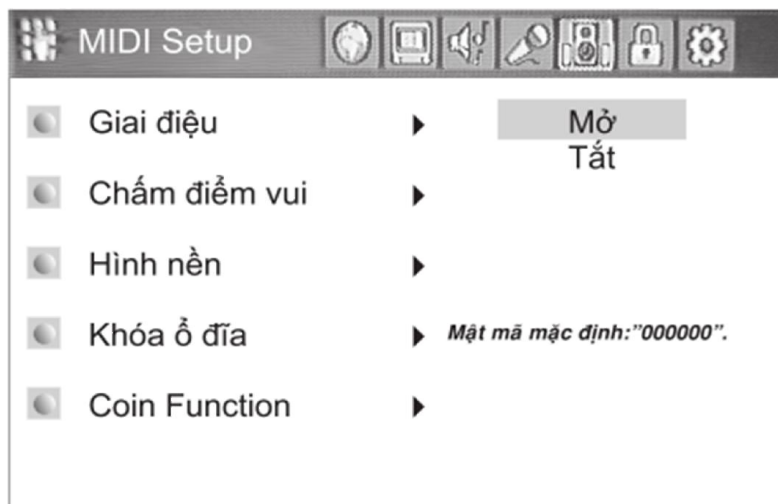 MIDI Setup
Giai điệu
Mở
Tắt
Chấm điểm vui
Hình nền
Khóa ổ đĩa
Mật mã mặc định:”000000”.
Coin Function